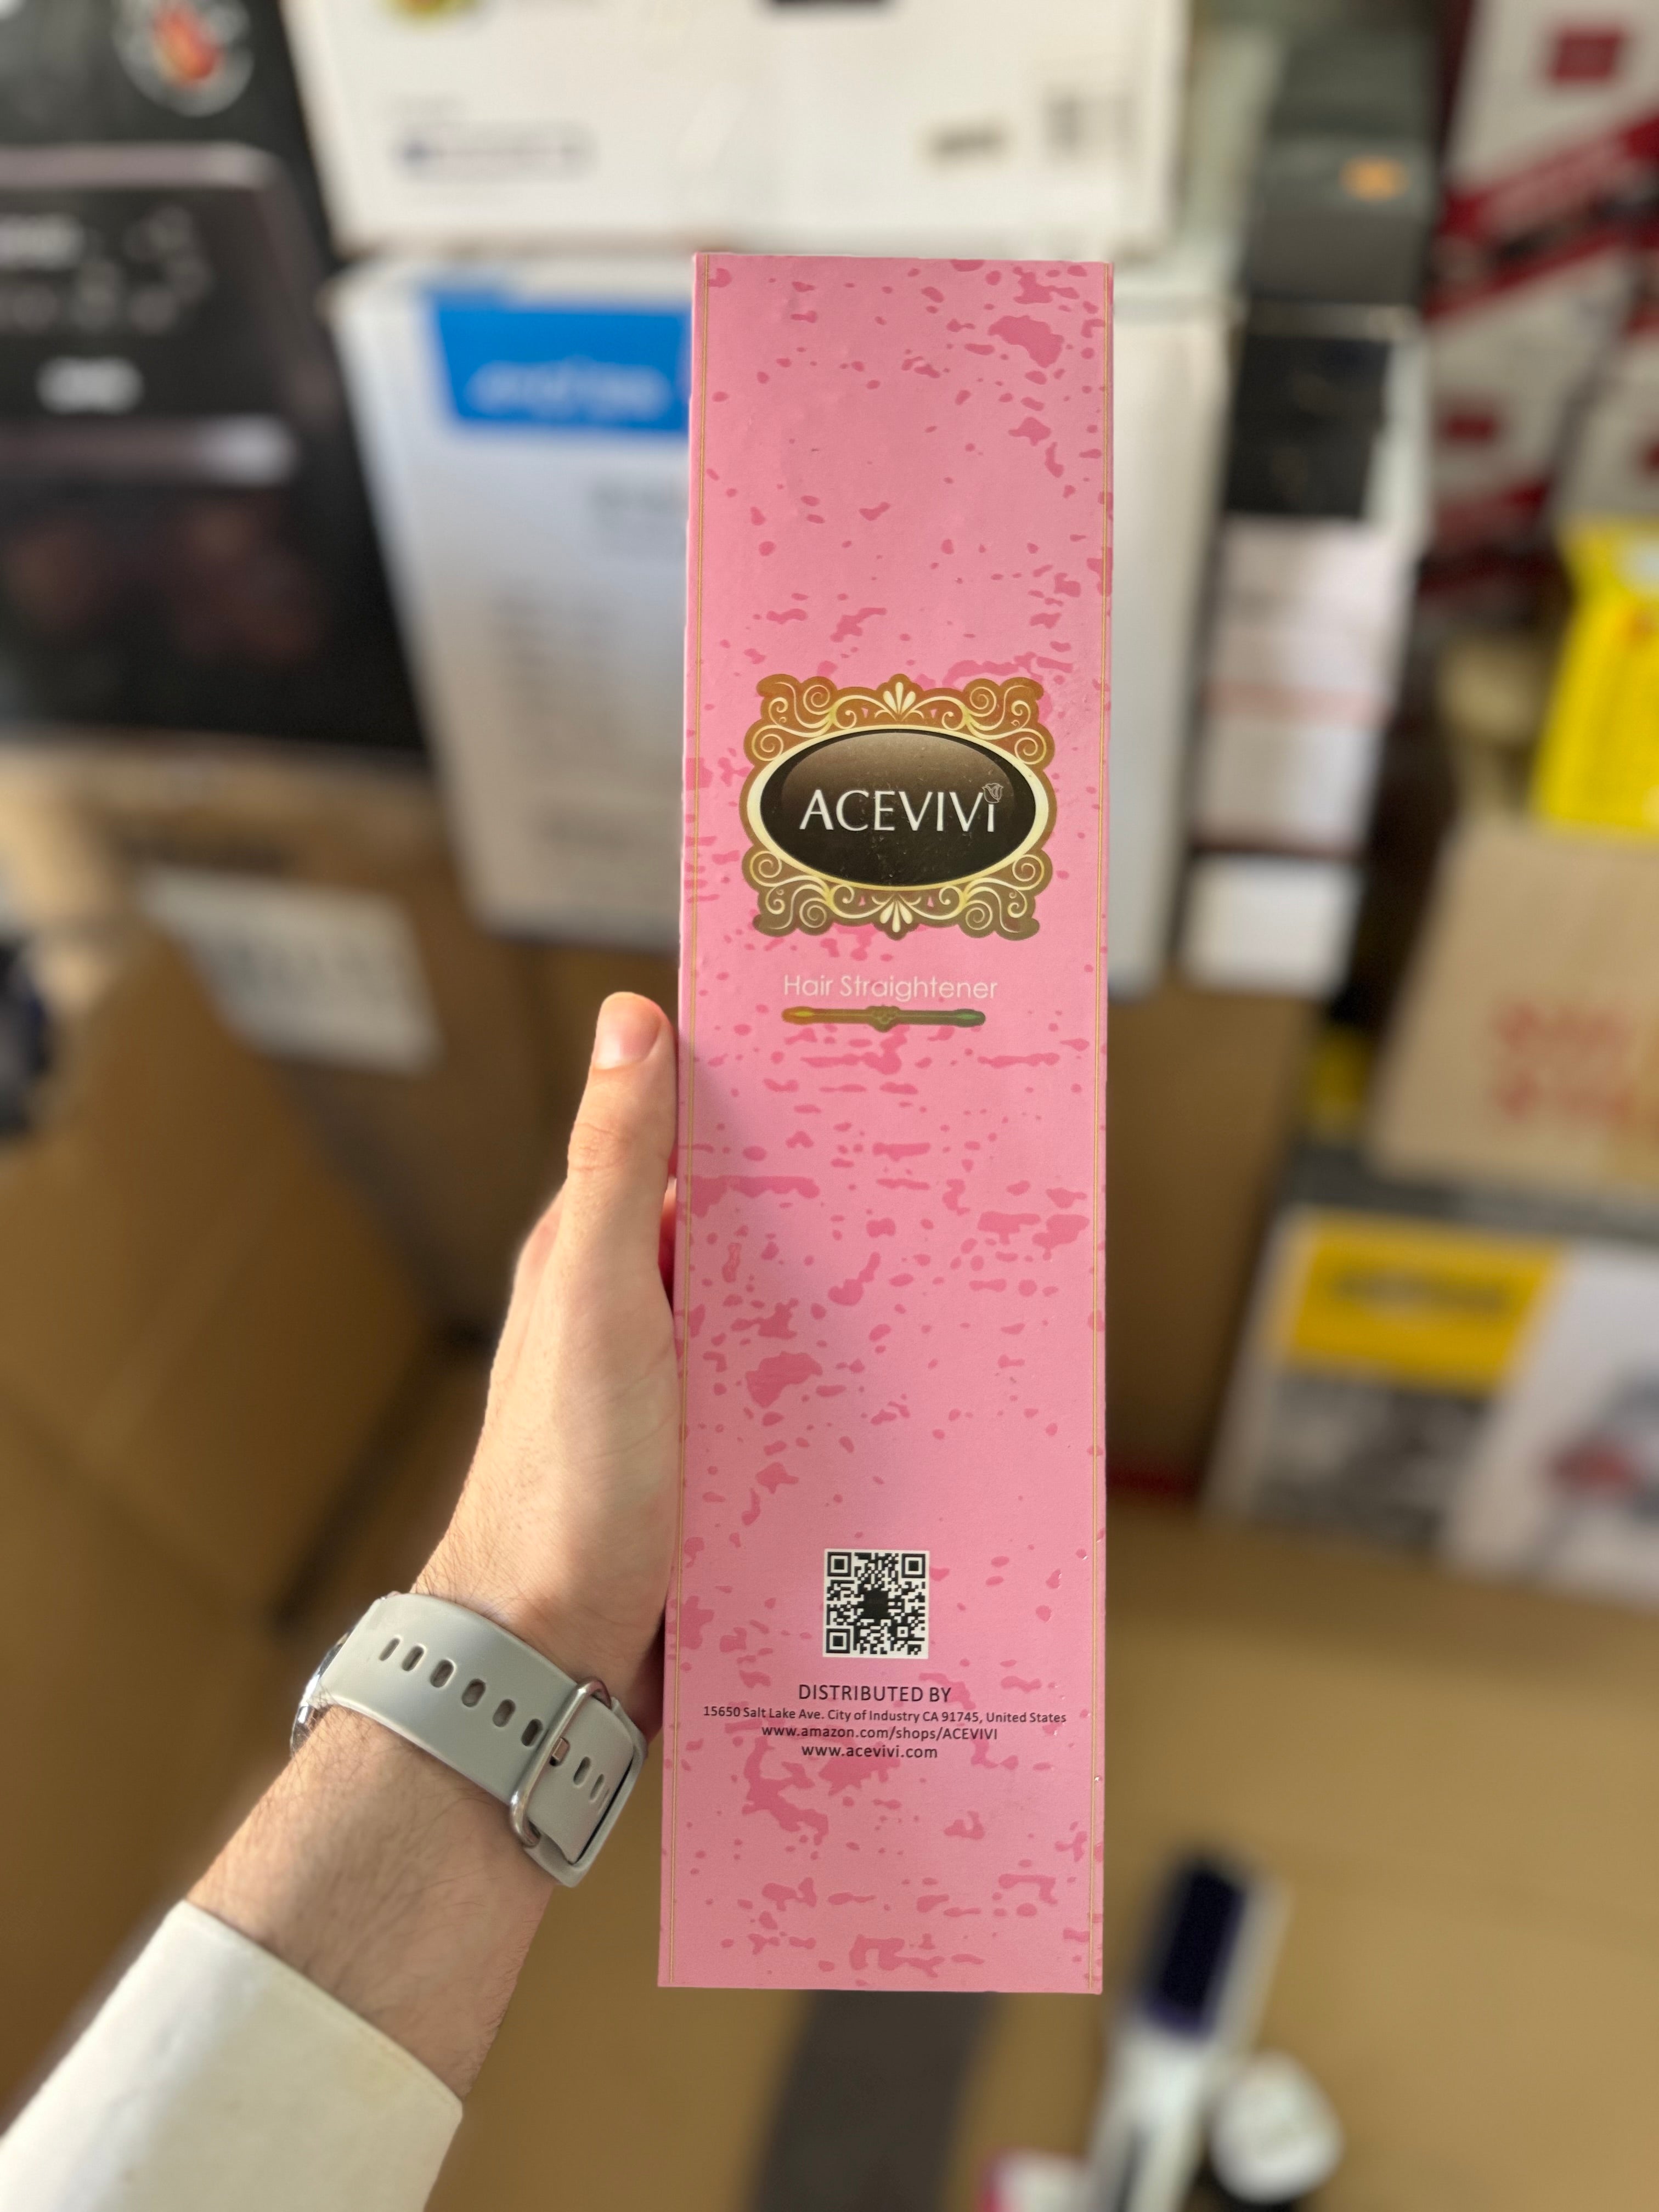 ACEVIVi
Hair Straightener
DISTRIBUTED BY
15650 Salt Lake Ave. City of Industry CA 91745, United States
www.amazon.com/shops/ACEVIVI
www.acevivi.com